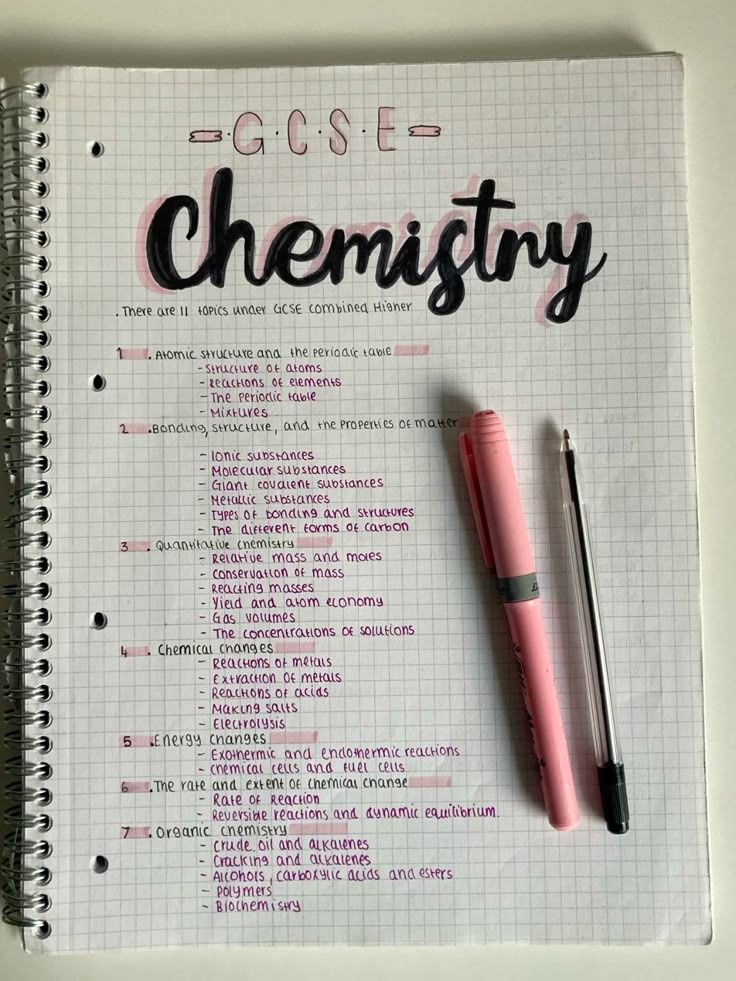 G.C.S.E
Chemistry
. There are 11 topics under GCSE combined Higher
1 . Atomic structure and the periodic table
- structure of atoms
- Reactions of elements
- The periodic table
- Mixtures
2 . Bonding, structure, and the properties of matter
- Ionic substances
- Molecular substances
- Giant covalent substances
- Metallic substances
- Types of bonding and structures
- The different forms of carbon
3 . Quantitative chemistry
- Relative mass and moles
- Conservation of mass
- Reacting masses
- Yield and atom economy
- Gas volumes
- The concentrations of solutions
4 . Chemical changes
- Reactions of metals
- Extraction of metals
- Reactions of acids
- Making salts
- Electrolysis
5 . Energy changes
- Exothermic and endothermic reactions
- Chemical cells and fuel cells
6 . The rate and extent of chemical change
- Rate of Reaction
- Reversible reactions and dynamic equilibrium.
7 . Organic chemistry
- Crude oil and alkalenes
- Cracking and alkalenes
- Alcohols, carboxylic acids and esters
- Polymers
- Biochemistry